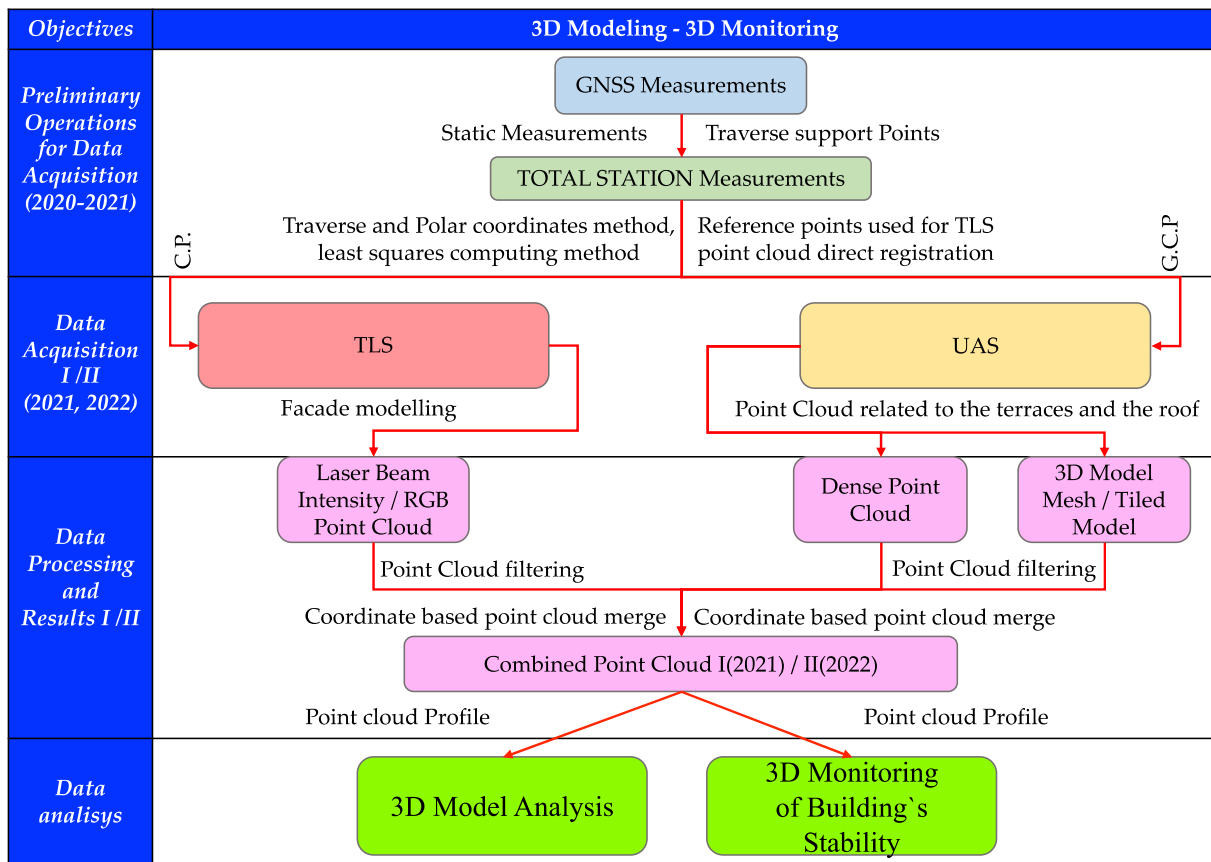 Objectives
3D Modeling - 3D Monitoring
Preliminary
Operations
for Data
Acquisition
(2020-2021)
GNSS Measurements
Static Measurements
Traverse support Points
TOTAL STATION Measurements
Traverse and Polar coordinates method,
least squares computing method
Reference points used for TLS
point cloud direct registration
C.P.
G.C.P
Data
Acquisition
I /II
(2021, 2022)
TLS
UAS
Facade modelling
Point Cloud related to the terraces and the roof
Data
Processing
and
Results I /II
Laser Beam
Intensity / RGB
Point Cloud
Dense Point
Cloud
3D Model
Mesh / Tiled
Model
Point Cloud filtering
Point Cloud filtering
Coordinate based point cloud merge
Coordinate based point cloud merge
Combined Point Cloud I(2021) / II(2022)
Point cloud Profile
Point cloud Profile
Data
analisys
3D Model Analysis
3D Monitoring
of Building`s
Stability